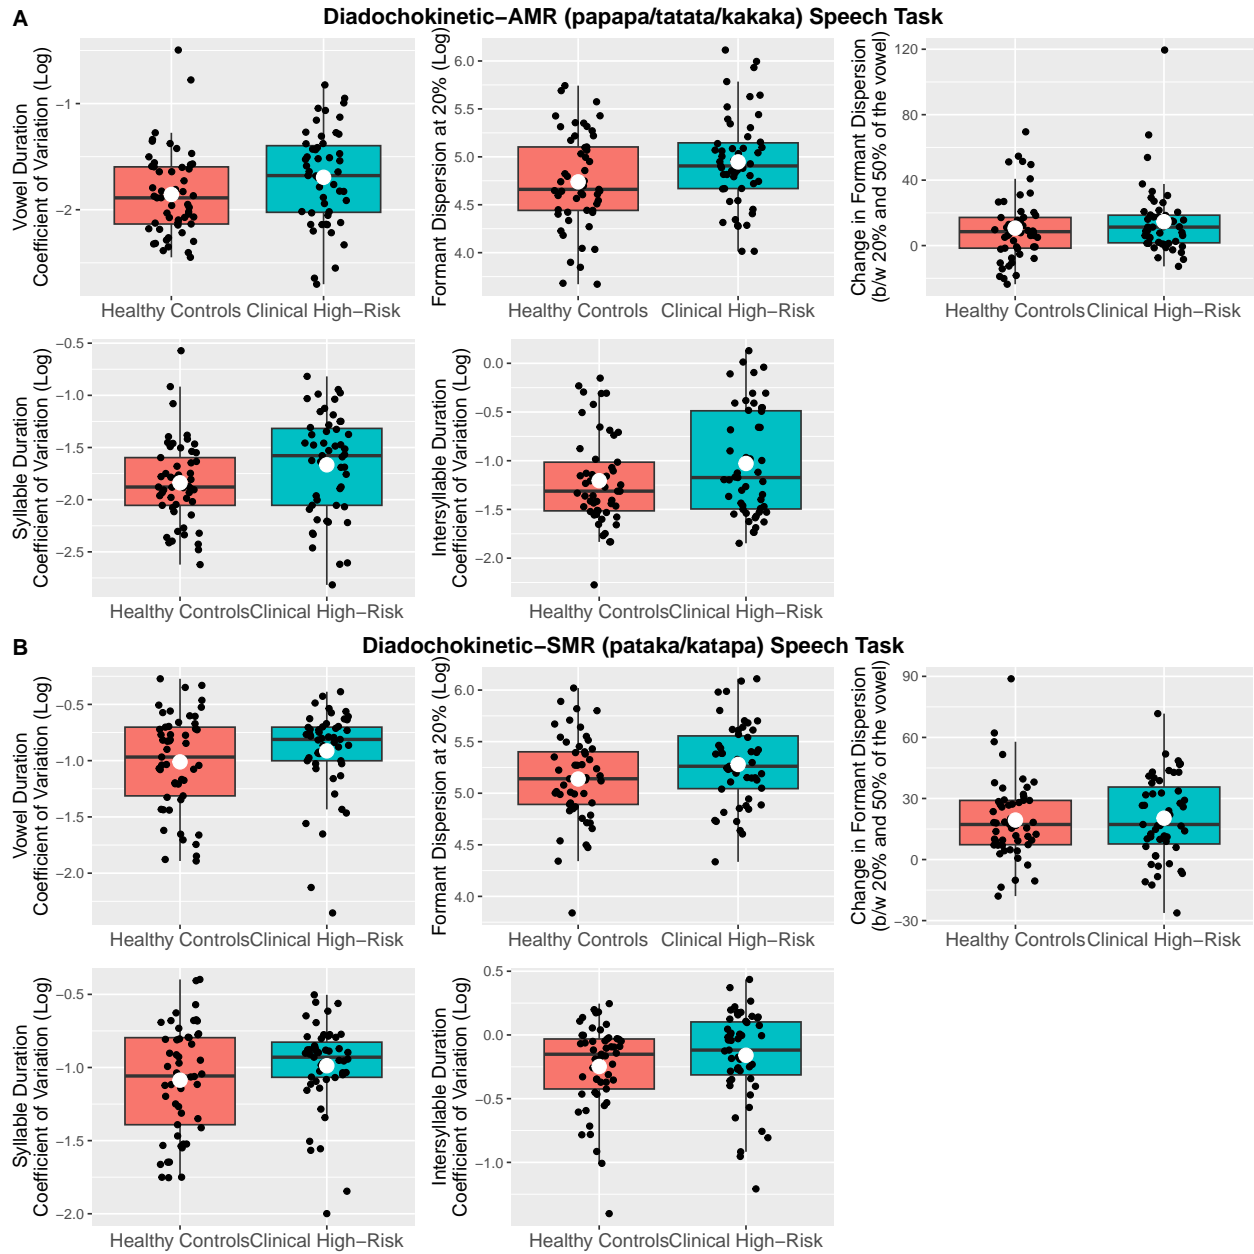 A
Diadochokinetic−AMR (papapa/tatata/kakaka) Speech Task
Vowel Duration
Coefficient of Variation (Log)
−1
−2
Healthy Controls
Clinical High−Risk
Formant Dispersion at 20% (Log)
6.0
5.5
5.0
4.5
4.0
Healthy Controls
Clinical High−Risk
Change in Formant Dispersion
(b/w 20% and 50% of the vowel)
120
80
40
0
Healthy Controls
Clinical High−Risk
Syllable Duration
Coefficient of Variation (Log)
−0.5
−1.0
−1.5
−2.0
−2.5
Healthy Controls
Clinical High−Risk
Intersyllable Duration
Coefficient of Variation (Log)
0.0
−0.5
−1.0
−1.5
−2.0
Healthy Controls
Clinical High−Risk
B
Diadochokinetic−SMR (pataka/katapa) Speech Task
Vowel Duration
Coefficient of Variation (Log)
−0.5
−1.0
−1.5
−2.0
Healthy Controls
Clinical High−Risk
Formant Dispersion at 20% (Log)
6.0
5.5
5.0
4.5
4.0
Healthy Controls
Clinical High−Risk
Change in Formant Dispersion
(b/w 20% and 50% of the vowel)
90
60
30
0
−30
Healthy Controls
Clinical High−Risk
Syllable Duration
Coefficient of Variation (Log)
−0.5
−1.0
−1.5
−2.0
Healthy Controls
Clinical High−Risk
Intersyllable Duration
Coefficient of Variation (Log)
0.5
0.0
−0.5
−1.0
Healthy Controls
Clinical High−Risk